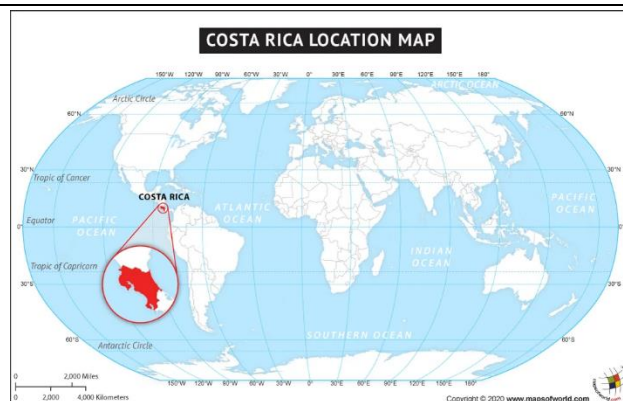 COSTA RICA LOCATION MAP
150°W 120°W 90°W 60°W 30°W 0° 30°E 60°E 90°E 120°E 150°E 180°
Arctic Circle
ARCTIC OCEAN
60°N 60°N
30°N 30°N
Tropic of Cancer
COSTA RICA
ATLANTIC
OCEAN
PACIFIC
OCEAN
Equator
0° 0°
PACIFIC
OCEAN
INDIAN
OCEAN
Tropic of Capricorn
30°S 30°S
SOUTHERN OCEAN
60°S 60°S
Antarctic Circle
150°W 120°W 90°W 60°W 30°W 0° 30°E 60°E 90°E 120°E 150°E 180°
0 2,000 Miles
0 2,000 4,000 Kilometers
Copyright © 2020 www.mapsofworld.com